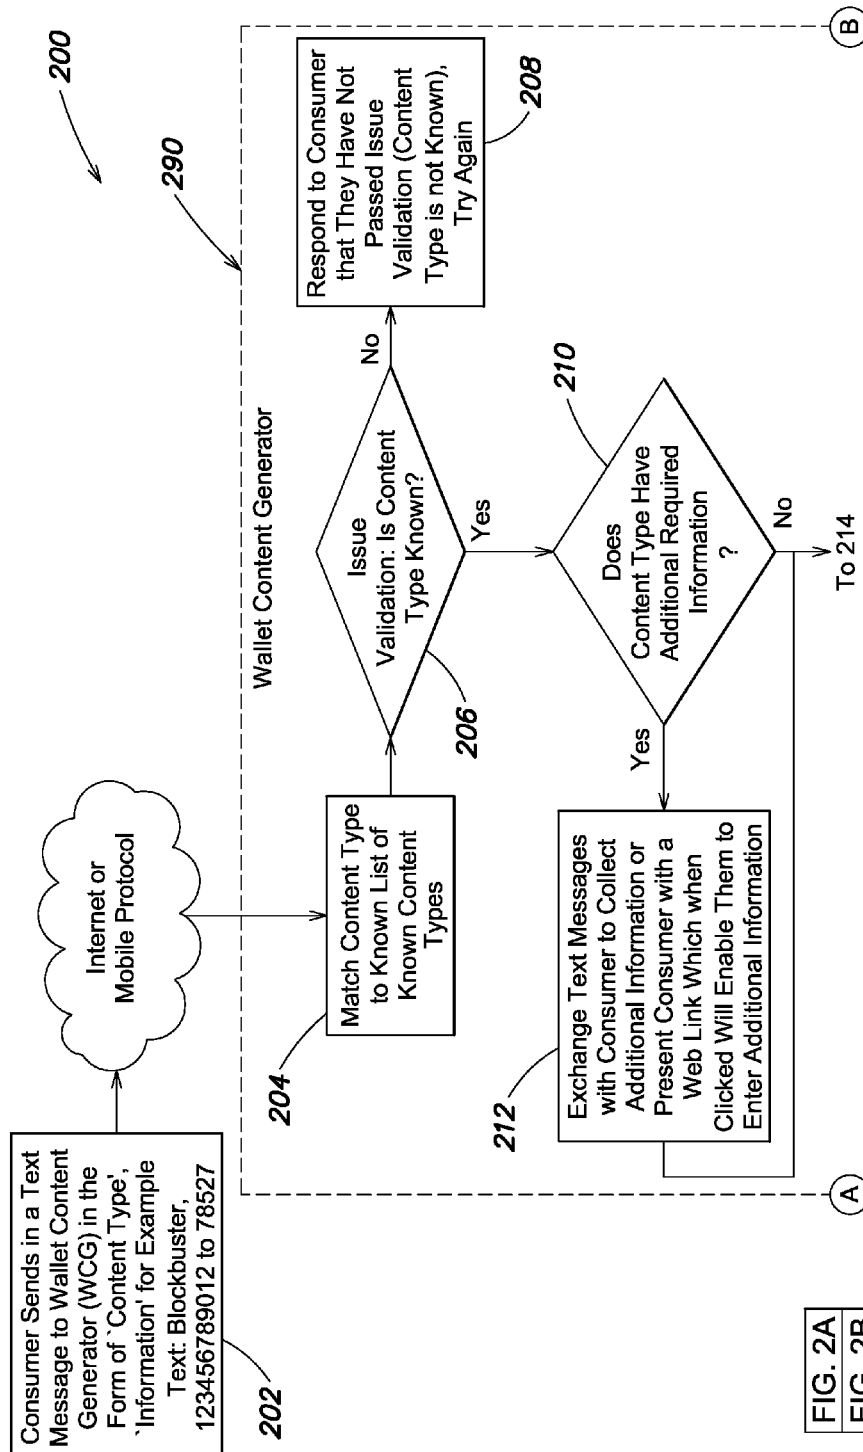 200
290
Consumer Sends in a Text
Message to Wallet Content
Generator (WCG) in the
Form of `Content Type',
`Information' for Example
Text: Blockbuster,
123456789012 to 78527
202
Internet or
Mobile Protocol
Wallet Content Generator
Match Content Type
to Known List of
Known Content
Types
204
Issue
Validation: Is Content
Type Known?
206
No
Yes
Respond to Consumer
that They Have Not
Passed Issue
Validation (Content
Type is not Known),
Try Again
208
Does
Content Type Have
Additional Required
Information
?
210
Yes
No
To 214
Exchange Text Messages
with Consumer to Collect
Additional Information or
Present Consumer with a
Web Link Which when
Clicked Will Enable Them to
Enter Additional Information
212
A
B
FIG. 2A
FIG. 2B